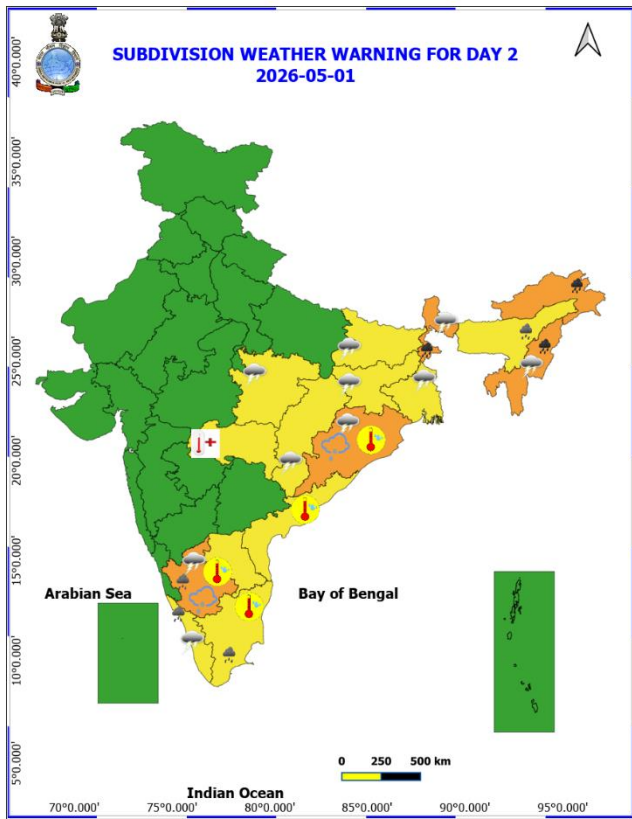 SUBDIVISION WEATHER WARNING FOR DAY 2
2026-05-01
40°0.000'
35°0.000'
30°0.000'
25°0.000'
20°0.000'
15°0.000'
10°0.000'
5°0.000'
Arabian Sea
Bay of Bengal
0 250 500 km
Indian Ocean
70°0.000' 75°0.000' 80°0.000' 85°0.000' 90°0.000' 95°0.000'